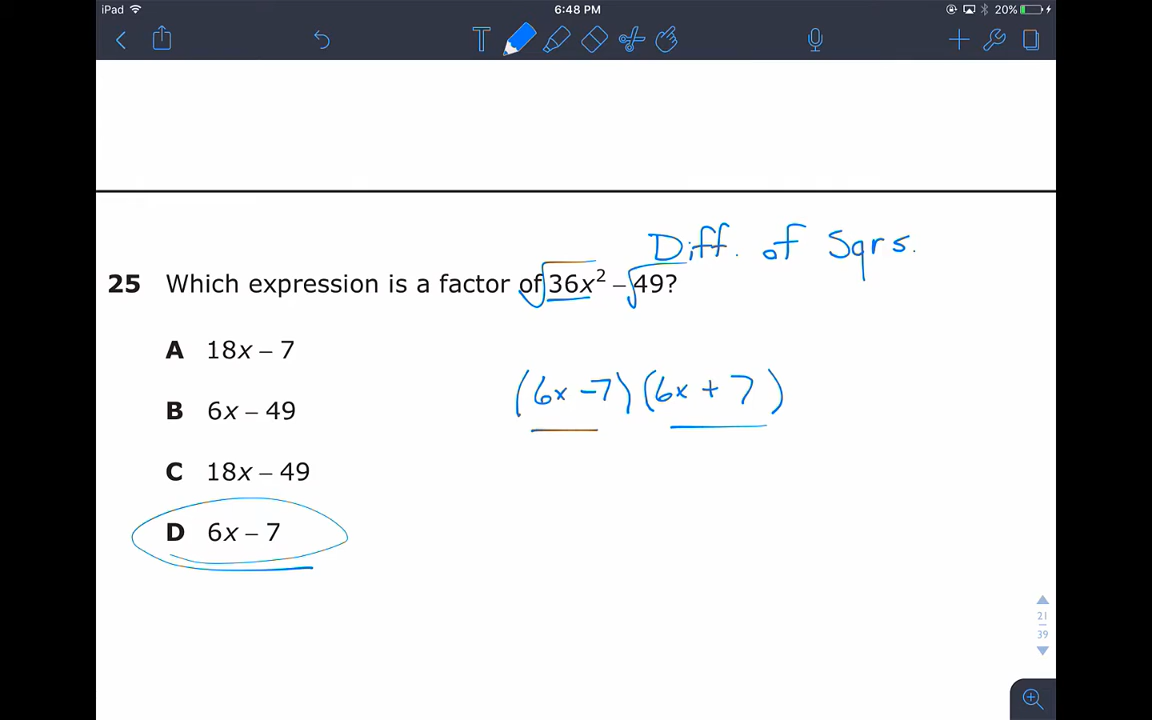 iPad 6:48 PM 20%
T
Diff. of Sqrs.
25 Which expression is a factor of √36x² – √49?
A 18x – 7
(6x –7)(6x + 7)
B 6x – 49
C 18x – 49
D 6x – 7
21
39